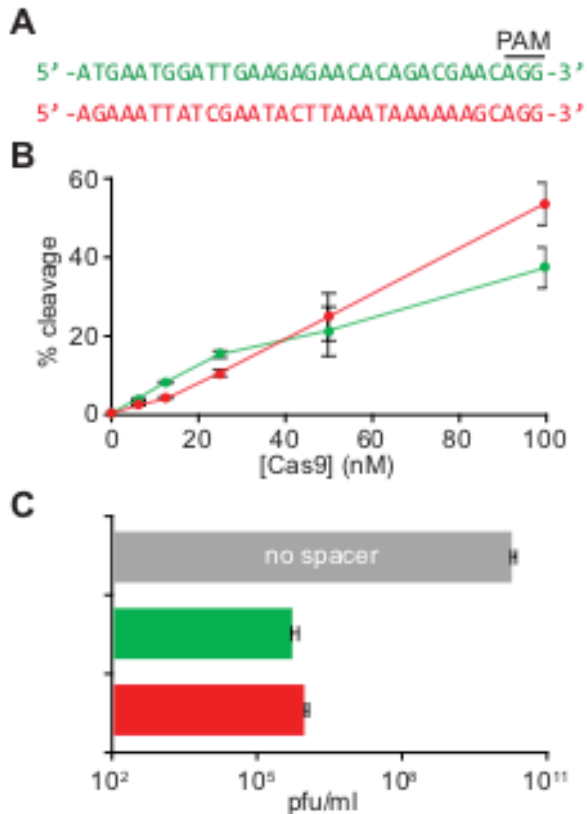 A
PAM
5’-ATGAATGGATTGAAGAGAACACAGACGAACAGG-3’
5’-AGAAATTATCGAATACTTAAATAAAAAAGCAGG-3’
B
60
40
20
0
% cleavage
0 20 40 60 80 100
[Cas9] (nM)
C
no spacer
10² 10⁵ 10⁸ 10¹¹
pfu/ml